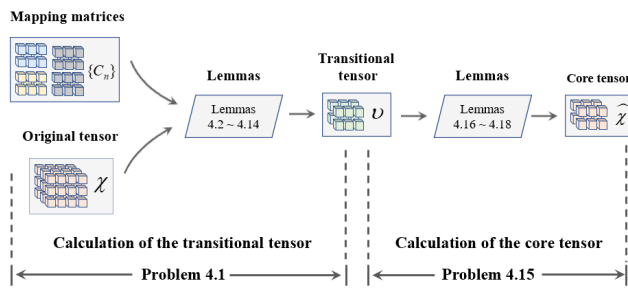 Mapping matrices
{Cₙ}
Original tensor
χ
Lemmas
Lemmas
4.2 ~ 4.14
Transitional
tensor
υ
Lemmas
Lemmas
4.16 ~ 4.18
Core tensor
χ̂
Calculation of the transitional tensor
Calculation of the core tensor
Problem 4.1
Problem 4.15